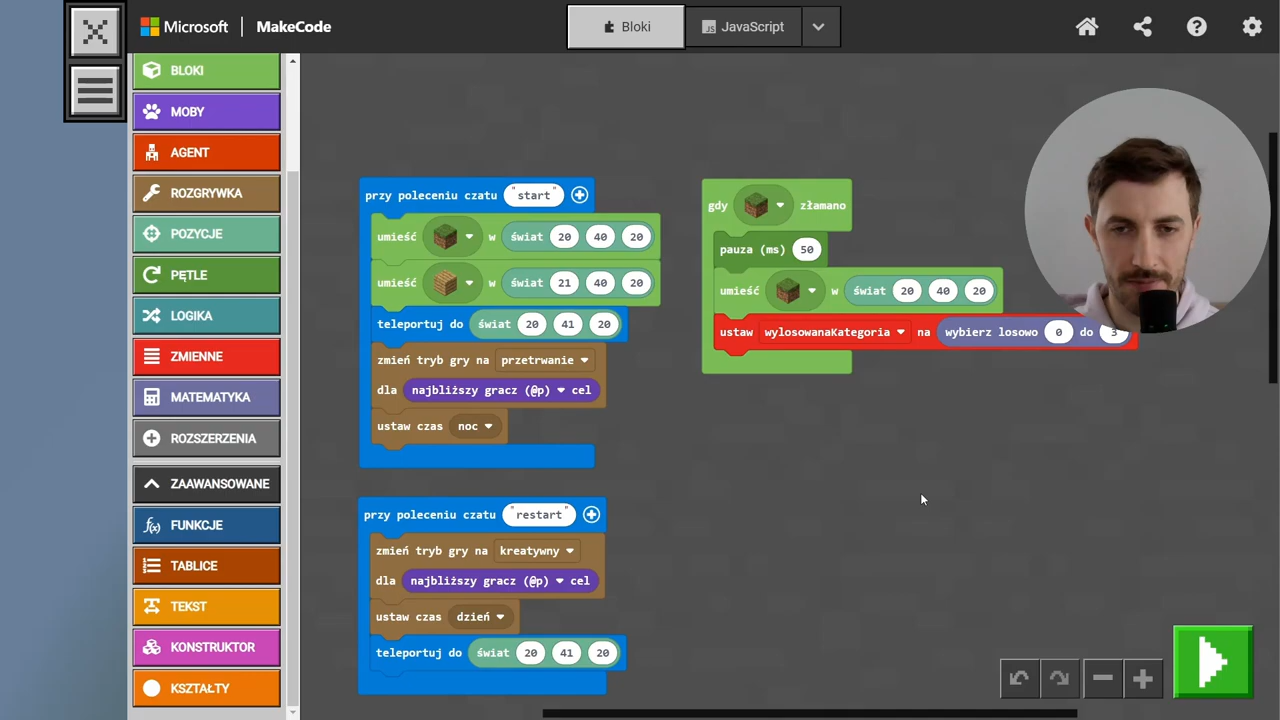 Microsoft MakeCode
Bloki
JS JavaScript
BLOKI
MOBY
AGENT
ROZGRYWKA
POZYCJE
PĘTLE
LOGIKA
ZMIENNE
MATEMATYKA
ROZSZERZENIA
ZAAWANSOWANE
FUNKCJE
TABLICE
TEKST
KONSTRUKTOR
KSZTAŁTY
przy poleceniu czatu "start"
umieść w świat 20 40 20
umieść w świat 21 40 20
teleportuj do świat 20 41 20
zmień tryb gry na przetrwanie
dla najbliższy gracz (@p) cel
ustaw czas noc
przy poleceniu czatu "restart"
zmień tryb gry na kreatywny
dla najbliższy gracz (@p) cel
ustaw czas dzień
teleportuj do świat 20 41 20
gdy złamano
pauza (ms) 50
umieść w świat 20 40 20
ustaw wylosowanaKategoria na wybierz losowo 0 do 3